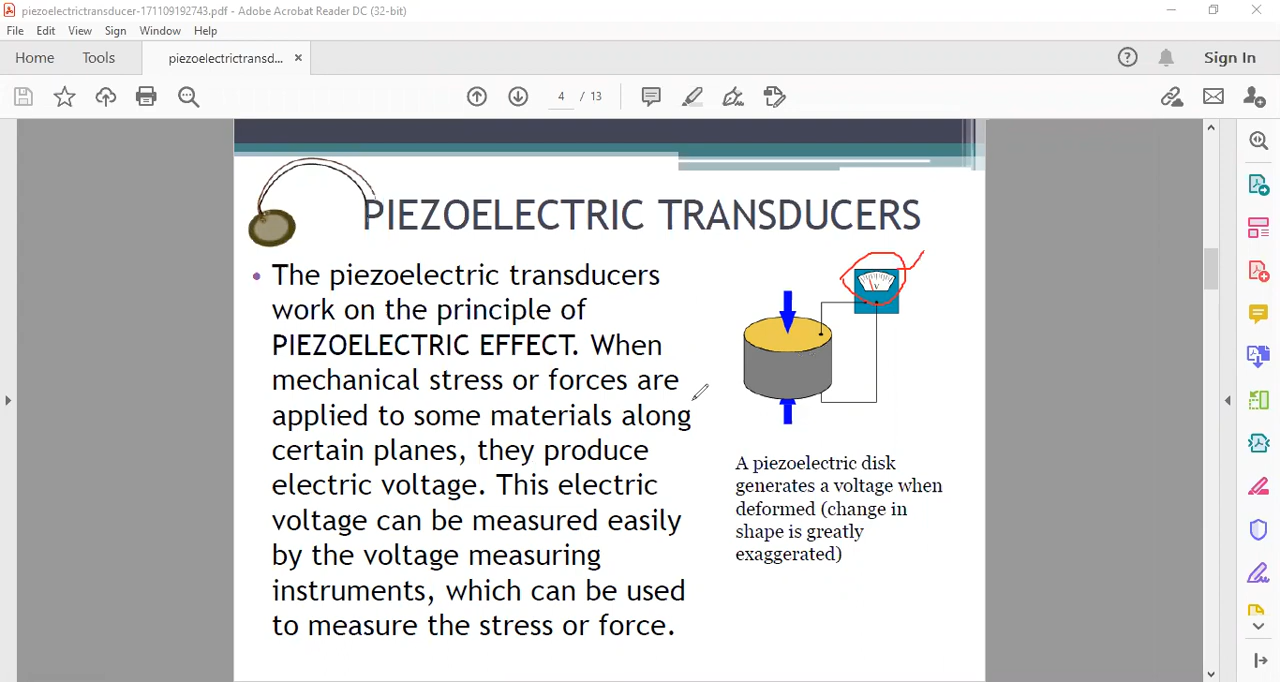 piezoelectrictransducer-171109192743.pdf - Adobe Acrobat Reader DC (32-bit)
File Edit View Sign Window Help
Home Tools piezoelectrictransd... × Sign In
4 / 13
PIEZOELECTRIC TRANSDUCERS
• The piezoelectric transducers
work on the principle of
PIEZOELECTRIC EFFECT. When
mechanical stress or forces are
applied to some materials along
certain planes, they produce
electric voltage. This electric
voltage can be measured easily
by the voltage measuring
instruments, which can be used
to measure the stress or force.
V
A piezoelectric disk
generates a voltage when
deformed (change in
shape is greatly
exaggerated)